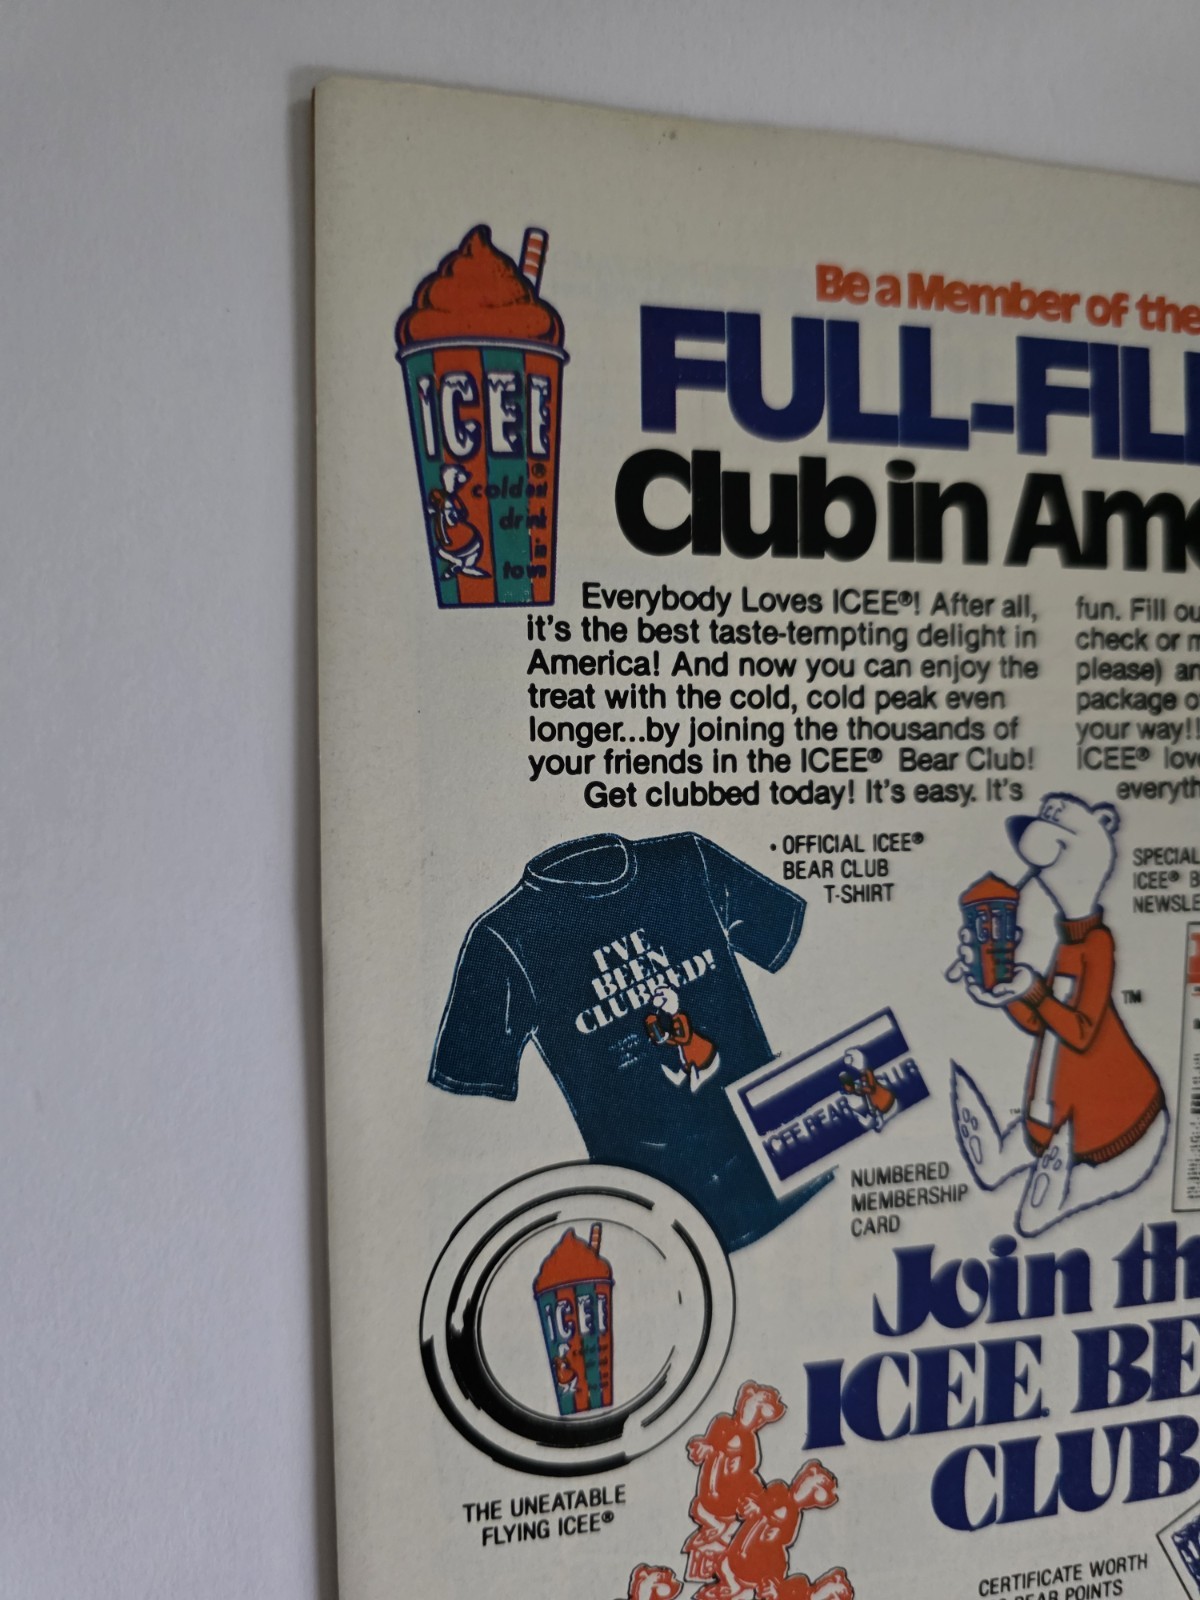 Be a Member of the
FULL-FIL
Club in Ame
ICEE
®
coldest
drink
in
town
Everybody Loves ICEE®! After all,
it's the best taste-tempting delight in
America! And now you can enjoy the
treat with the cold, cold peak even
longer...by joining the thousands of
your friends in the ICEE® Bear Club!
Get clubbed today! It's easy. It's
fun. Fill ou
check or m
please) an
package o
your way!!
ICEE® lov
everyth
• OFFICIAL ICEE®
BEAR CLUB
T-SHIRT
I'VE
BEEN
CLUBBED!
ICEE BEAR CLUB
NUMBERED
MEMBERSHIP
CARD
ICEE
TM
SPECIAL
ICEE® B
NEWSLE
ICEE
THE UNEATABLE
FLYING ICEE®
Join th
ICEE BE
CLUB
CERTIFICATE WORTH
BEAR POINTS